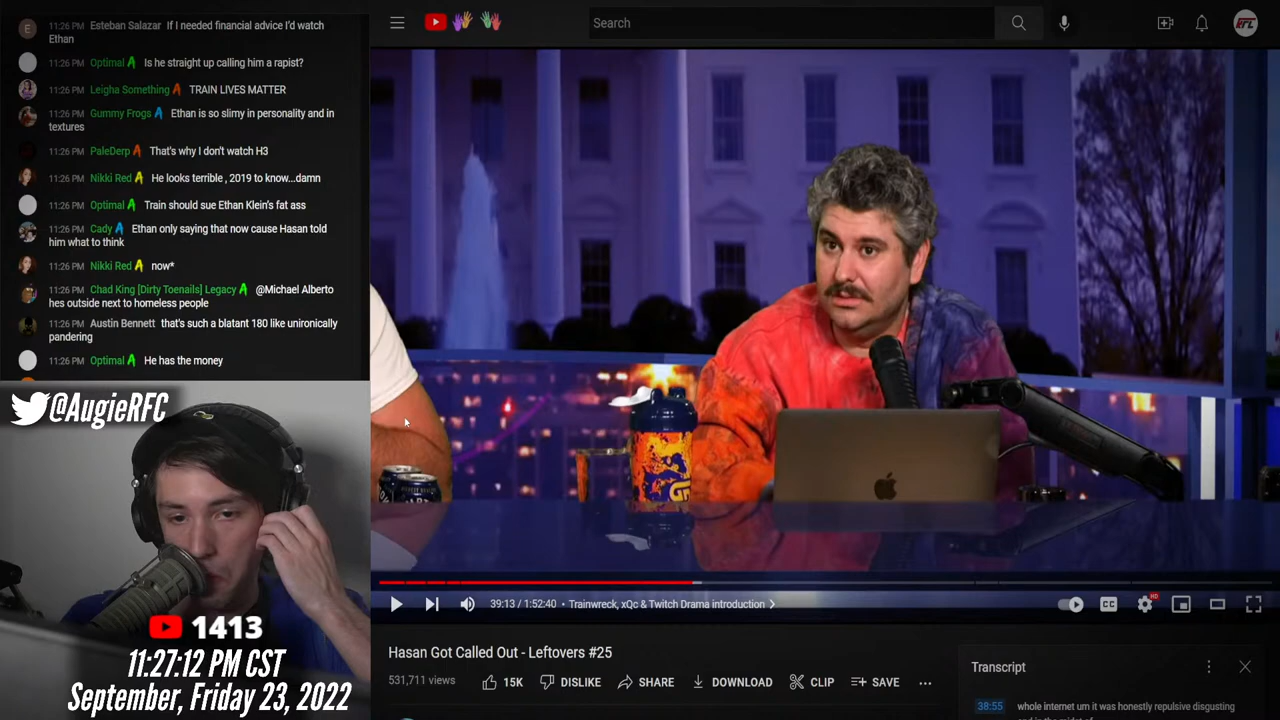 11:26 PM Esteban Salazar If I needed financial advice I'd watch
Ethan
11:26 PM Optimal Is he straight up calling him a rapist?
11:26 PM Leigha Something TRAIN LIVES MATTER
11:26 PM Gummy Frogs Ethan is so slimy in personality and in
textures
11:26 PM PaleDerp That's why I don't watch H3
11:26 PM Nikki Red He looks terrible , 2019 to know...damn
11:26 PM Optimal Train should sue Ethan Klein's fat ass
11:26 PM Cady Ethan only saying that now cause Hasan told
him what to think
11:26 PM Nikki Red now*
11:26 PM Chad King [Dirty Toenails] Legacy @Michael Alberto
hes outside next to homeless people
11:26 PM Austin Bennett that's such a blatant 180 like unironically
pandering
11:26 PM Optimal He has the money
@AugieRFC
1413
11:27:12 PM CST
September, Friday 23, 2022
Search
RFC
39:13 / 1:52:40 • Trainwreck, xQc & Twitch Drama introduction
CC
HD
Hasan Got Called Out - Leftovers #25
531,711 views
15K
DISLIKE
SHARE
DOWNLOAD
CLIP
SAVE
Transcript
38:55 whole internet um it was honestly repulsive disgusting